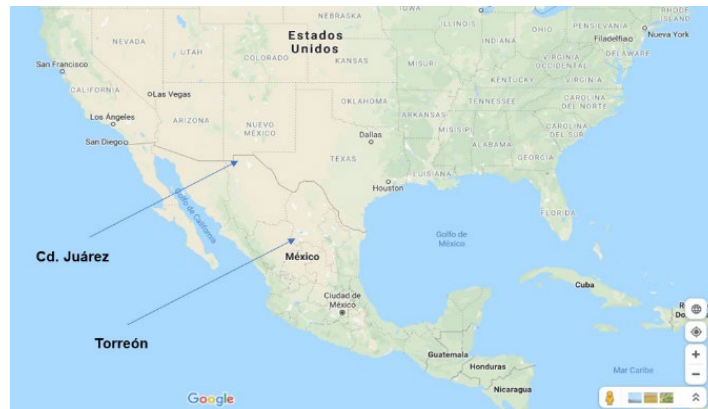 NEBRASKA
IOWA
ILLINOIS
INDIANA
OHIO
PENSILVANIA
RHODE
ISLAND
Nueva York
Filadelfia
DELAWARE
NEVADA
UTAH
COLORADO
Estados
Unidos
KANSAS
MISURI
VIRGINIA
OCCIDENTAL
VIRGINIA
KENTUCKY
San Francisco
CALIFORNIA
Las Vegas
OKLAHOMA
TENNESSEE
CAROLINA
DEL NORTE
Los Ángeles
ARIZONA
NUEVO
MÉXICO
ARKANSAS
MISISIPI
CAROLINA
DEL SUR
San Diego
Dallas
ALABAMA
GEORGIA
TEXAS
LUISIANA
Houston
FLORIDA
Golfo de California
Golfo de
México
Cd. Juárez
México
Cuba
Ciudad de
México
Torreón
Guatemala
Honduras
Mar Caribe
Nicaragua
Google